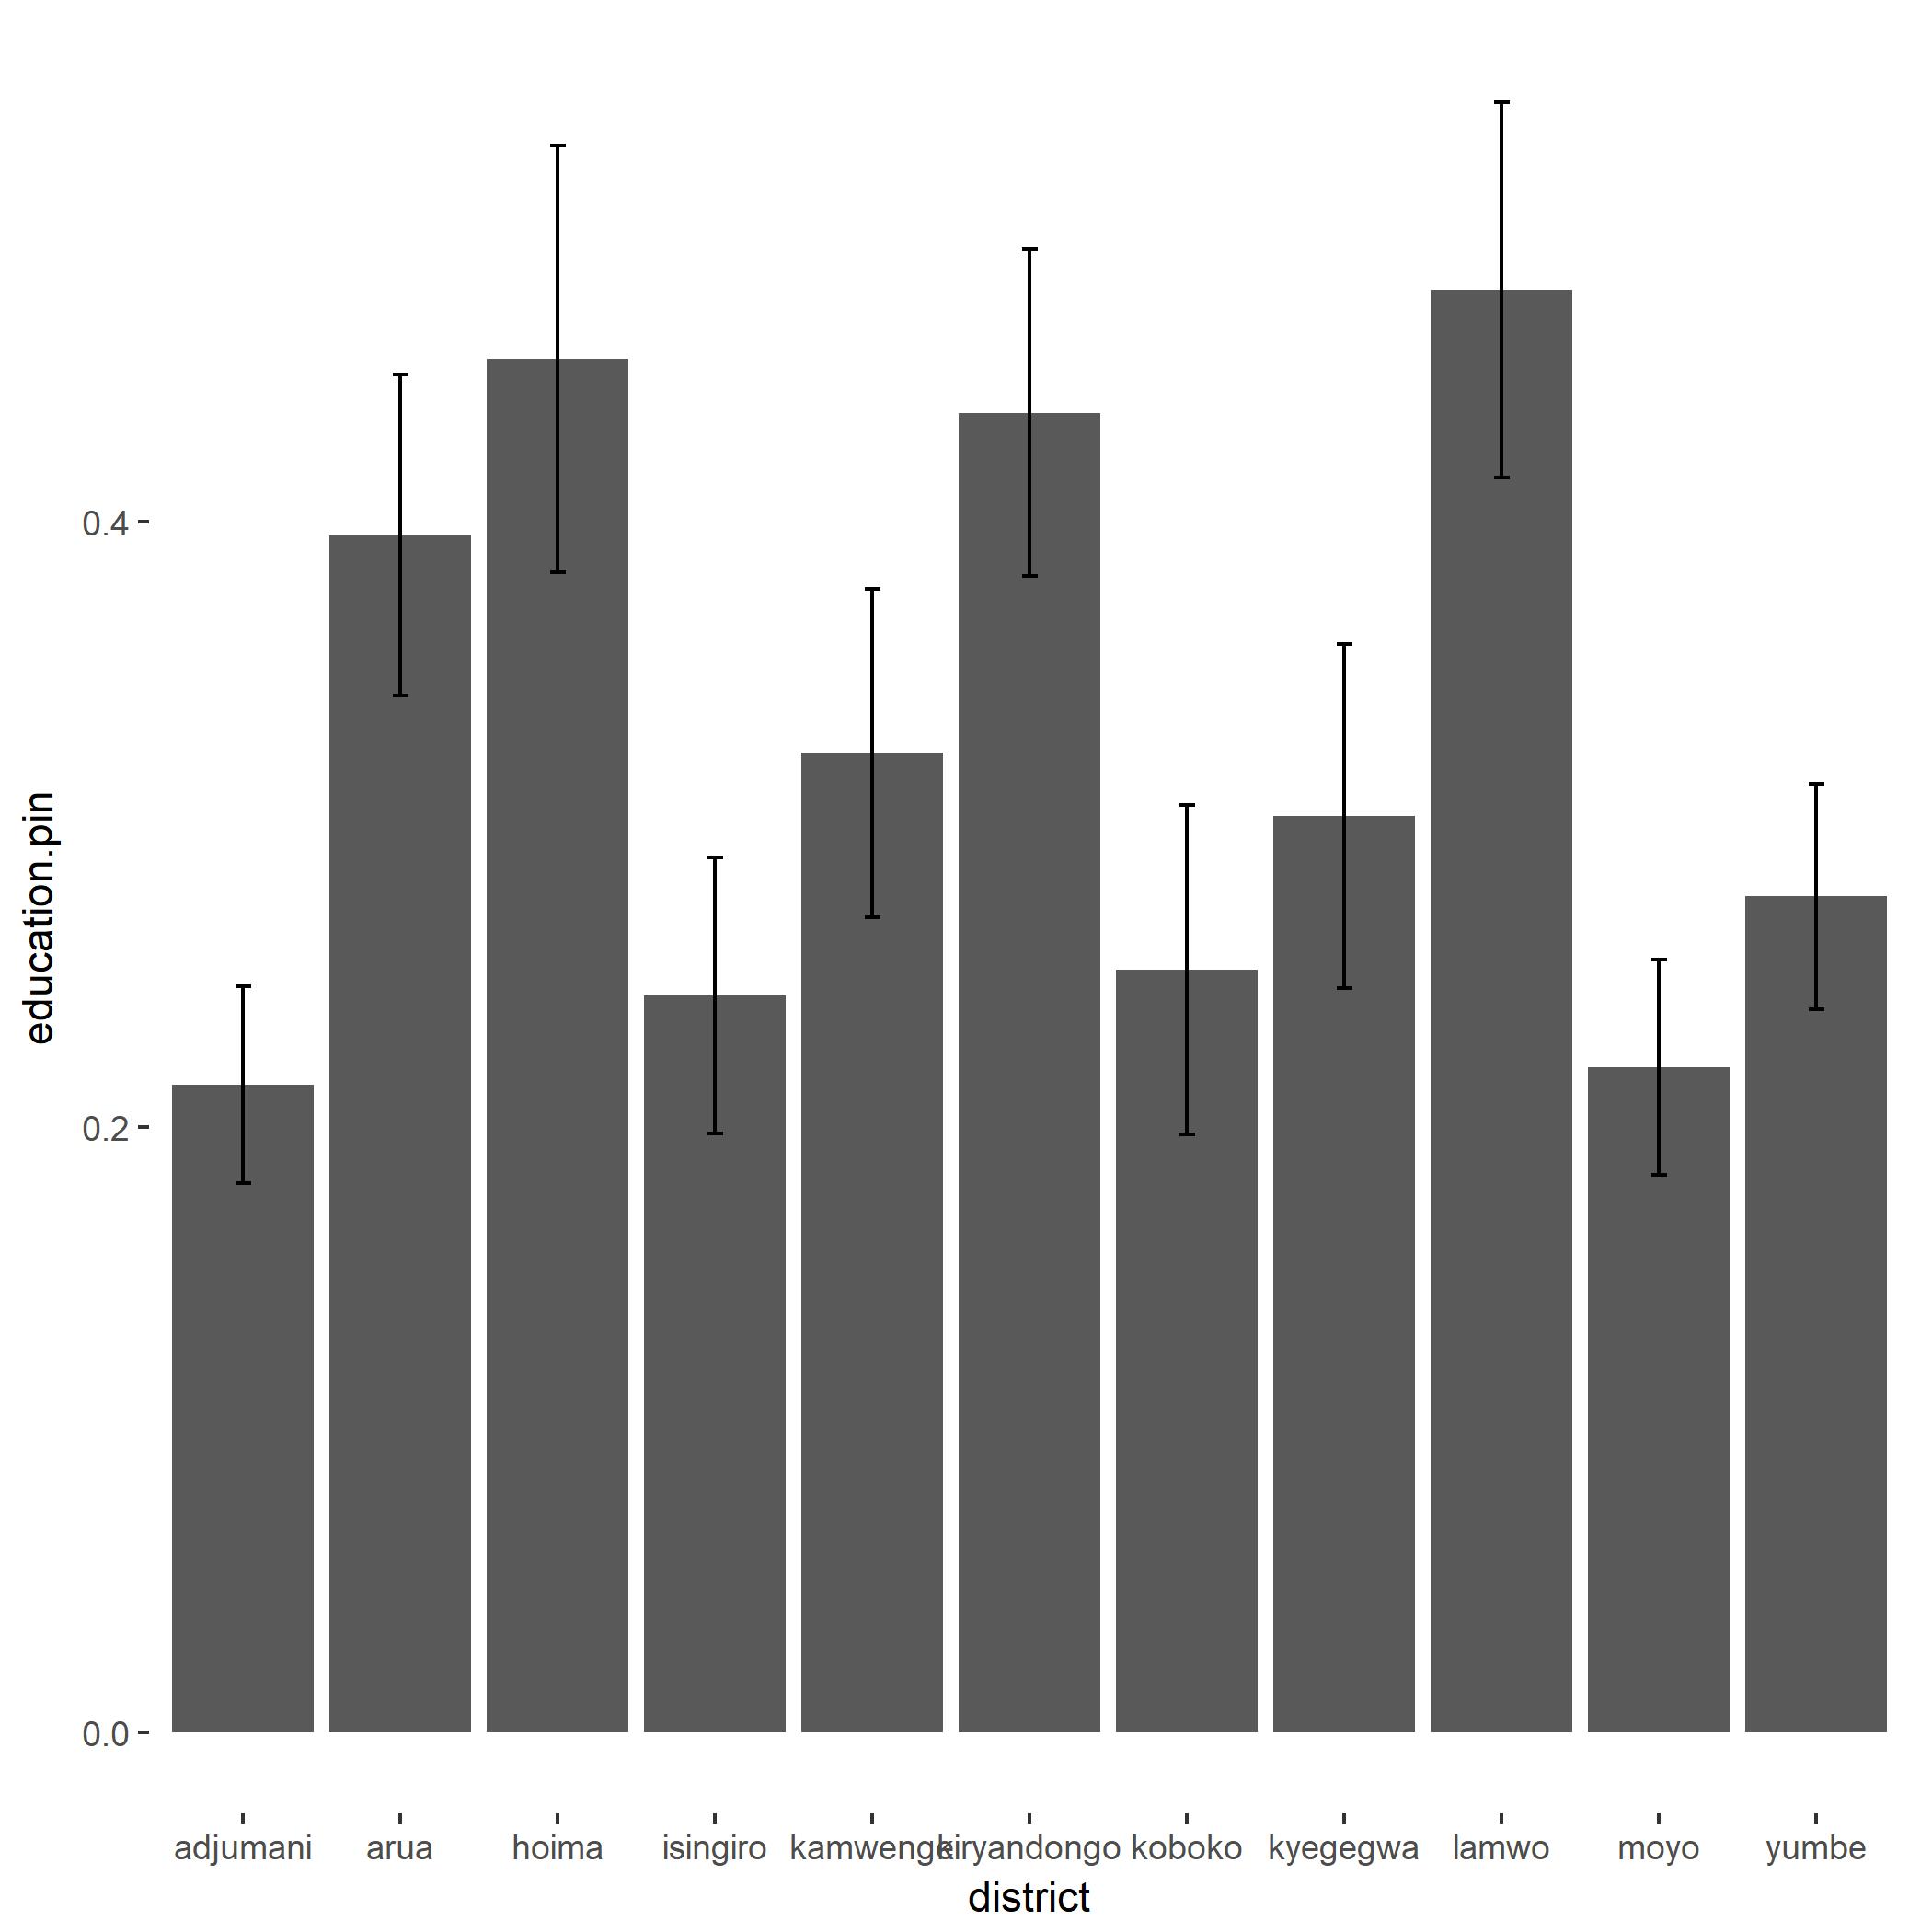 education.pin
0.4
0.2
0.0
adjumani arua hoima isingiro kamwenge kiryandongo koboko kyegegwa lamwo moyo yumbe
district